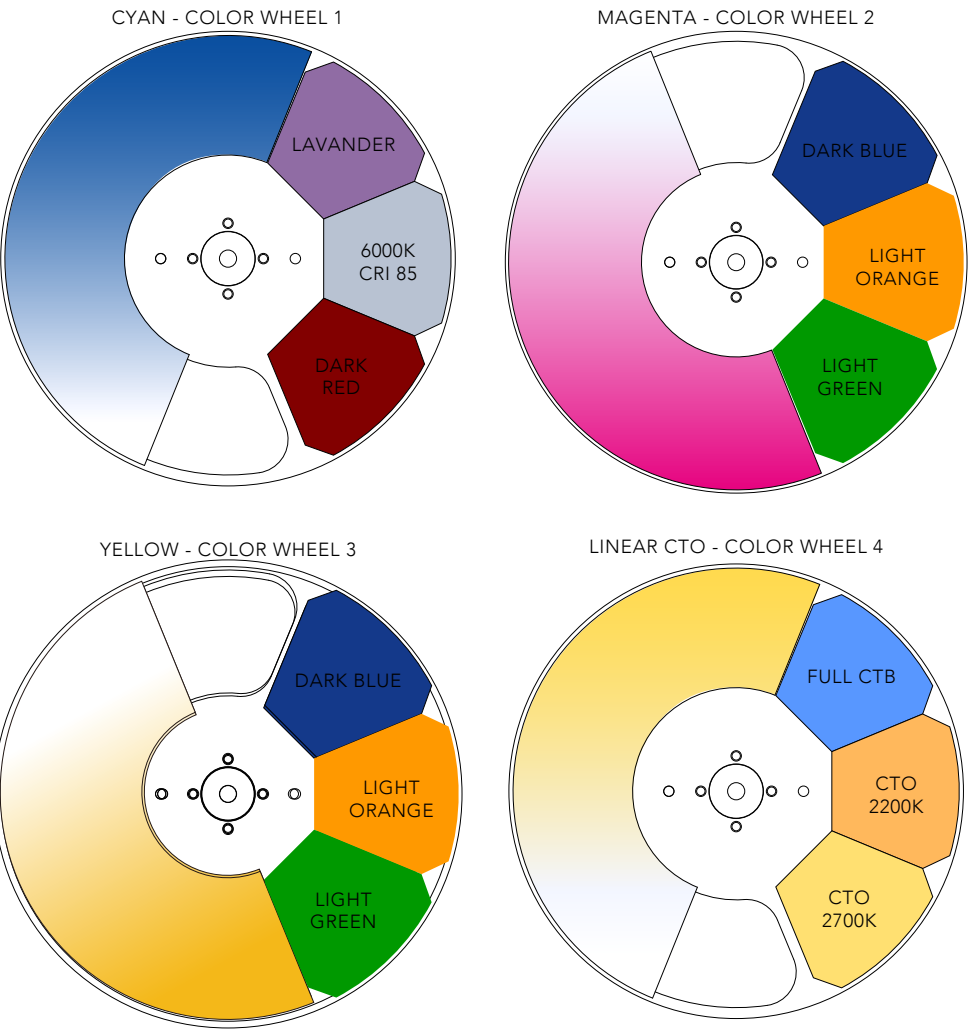 CYAN - COLOR WHEEL 1
LAVANDER
6000K
CRI 85
DARK
RED
MAGENTA - COLOR WHEEL 2
DARK BLUE
LIGHT
ORANGE
LIGHT
GREEN
YELLOW - COLOR WHEEL 3
DARK BLUE
LIGHT
ORANGE
LIGHT
GREEN
LINEAR CTO - COLOR WHEEL 4
FULL CTB
CTO
2200K
CTO
2700K